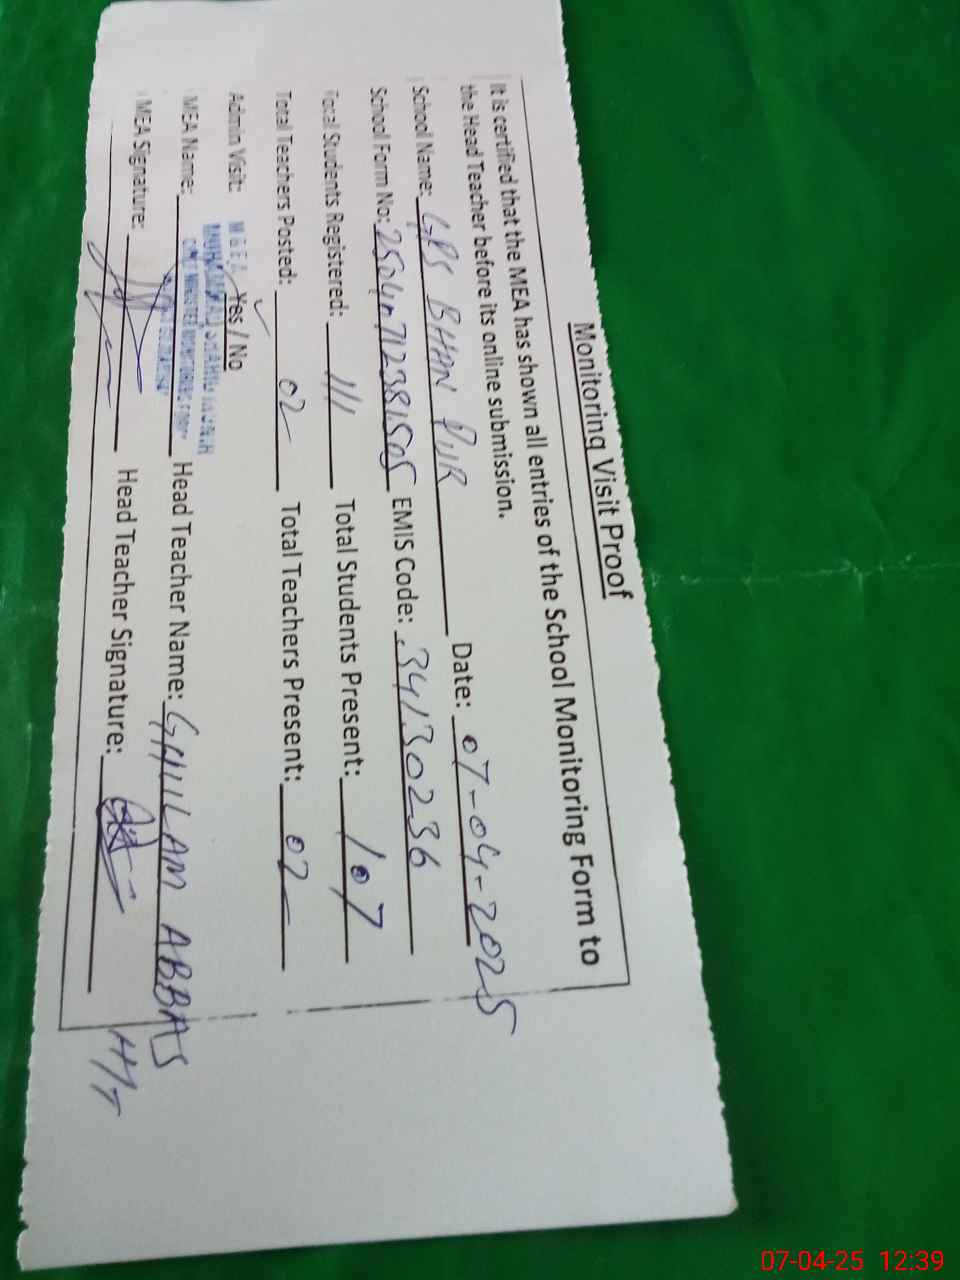 Monitoring Visit Proof
It is certified that the MEA has shown all entries of the School Monitoring Form to
the Head Teacher before its online submission.
School Name: GPS BHAN PUR Date: 07-04-2025
School Form No: EMIS Code: 34130236
Total Students Registered: 111 Total Students Present: 107
Total Teachers Posted: 02 Total Teachers Present: 02
Admin Visit: Yes / No
MEA Name: Head Teacher Name: GHULAM ABBAS
MEA Signature: Head Teacher Signature: H/T
07-04-25 12:39